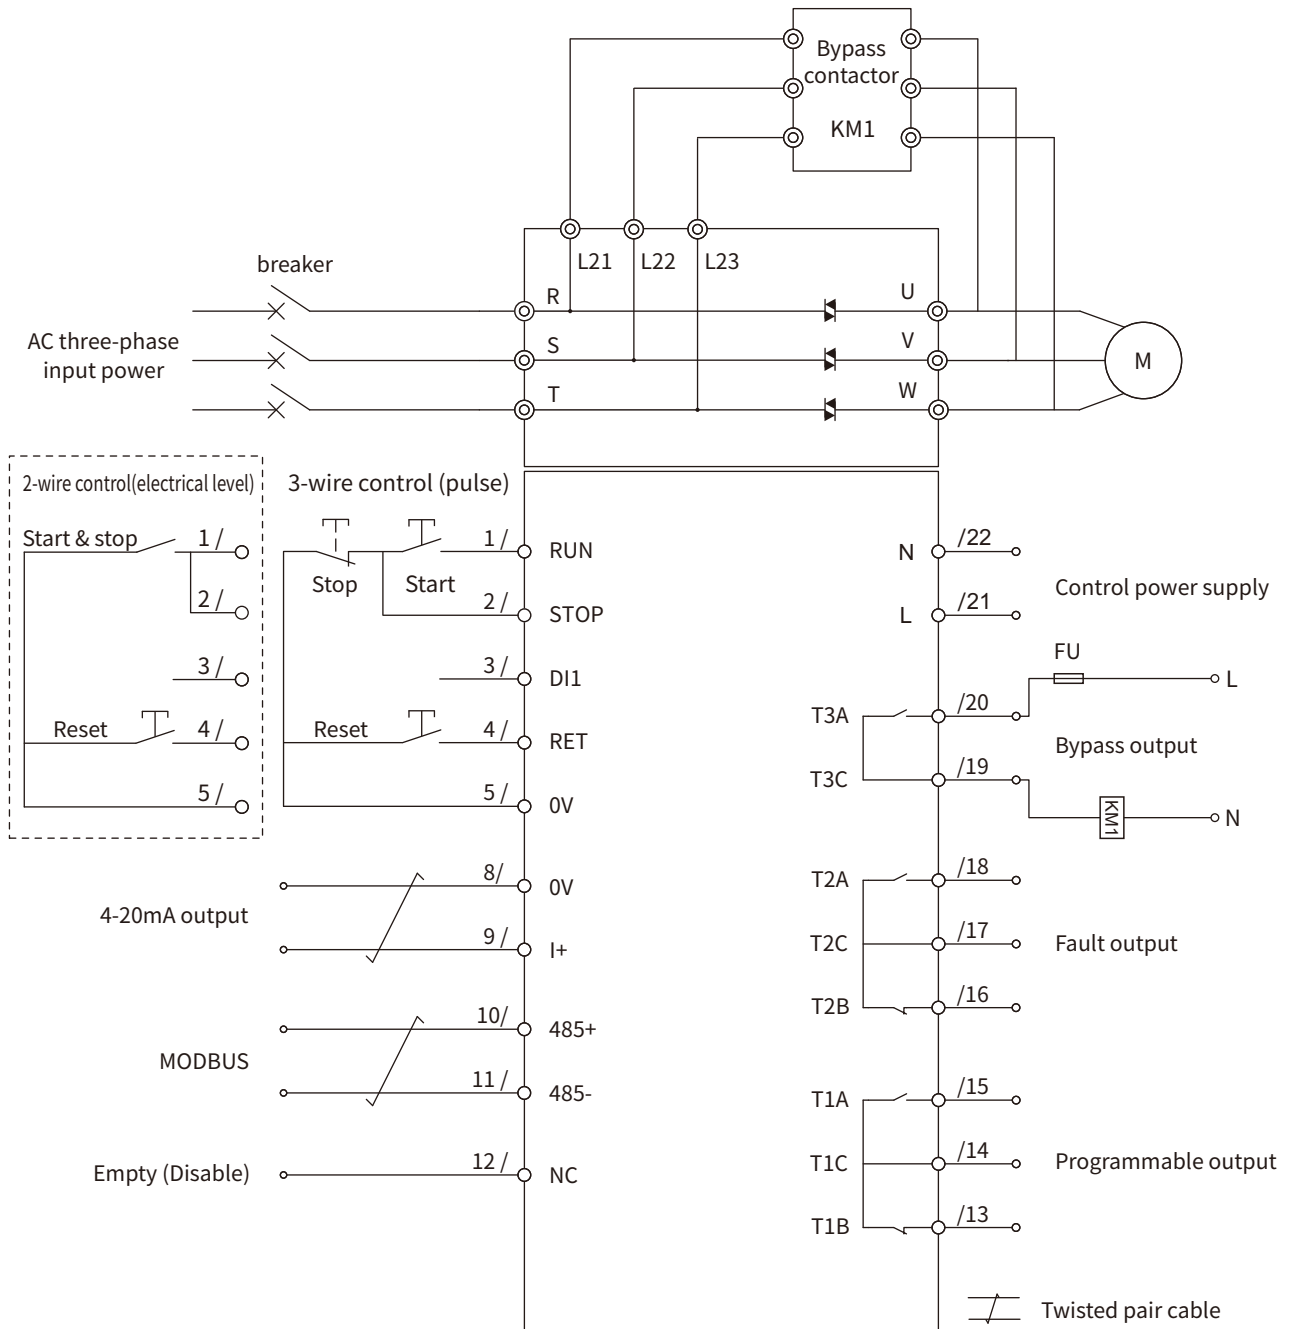 Bypass
contactor
KM1
L21 L22 L23
breaker
R U
AC three-phase
input power
S V
M
T W
2-wire control(electrical level) 3-wire control (pulse)
Start & stop 1 / 1 / RUN N /22
Stop Start
2 / 2 / STOP L /21
Control power supply
FU
3 / 3 / DI1 L
T3A /20
Reset 4 / Reset 4 / RET
Bypass output
T3C /19
5 / 5 / 0V
KM1 N
8/ 0V T2A /18
4-20mA output
9 / I+ T2C /17 Fault output
T2B /16
10/ 485+
MODBUS
11 / 485- T1A /15
Empty (Disable) 12 / NC T1C /14 Programmable output
T1B /13
Twisted pair cable